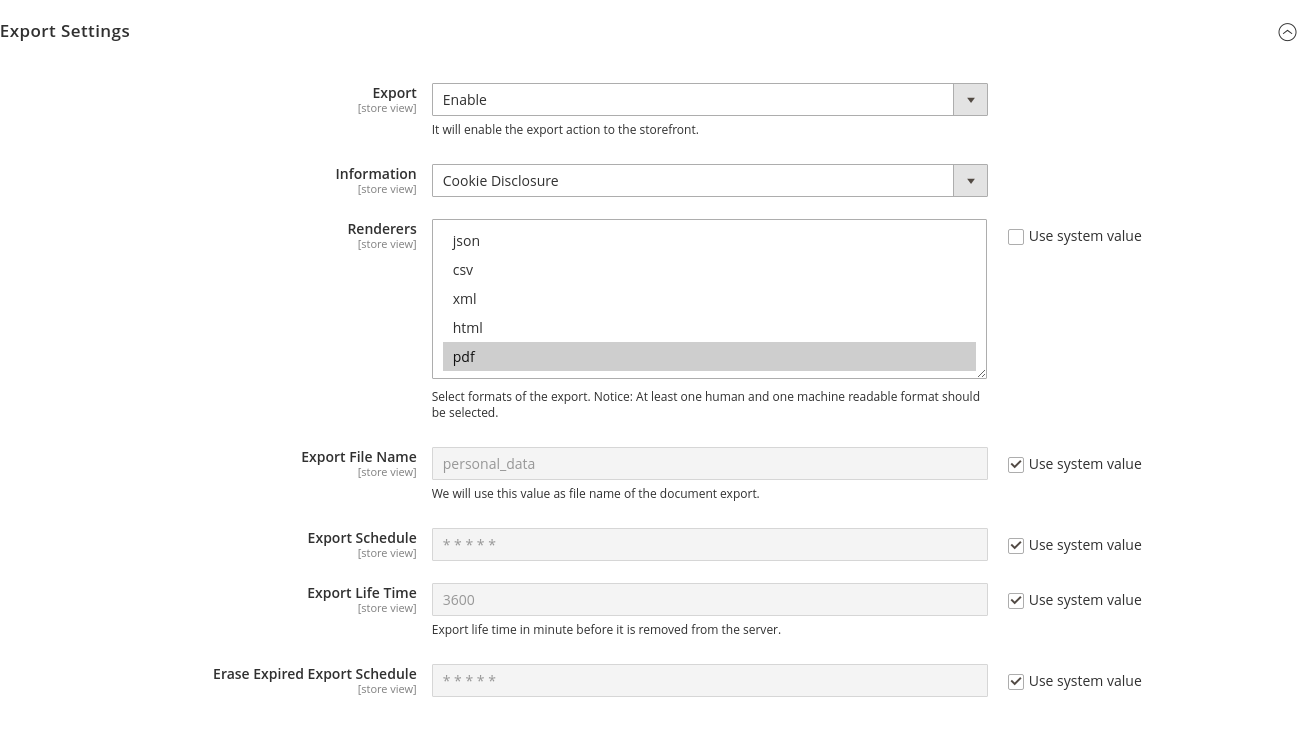 Export Settings
Export
[store view]
Enable
It will enable the export action to the storefront.
Information
[store view]
Cookie Disclosure
Renderers
[store view]
json
csv
xml
html
pdf
Use system value
Select formats of the export. Notice: At least one human and one machine readable format should
be selected.
Export File Name
[store view]
personal_data
Use system value
We will use this value as file name of the document export.
Export Schedule
[store view]
* * * * *
Use system value
Export Life Time
[store view]
3600
Use system value
Export life time in minute before it is removed from the server.
Erase Expired Export Schedule
[store view]
* * * * *
Use system value